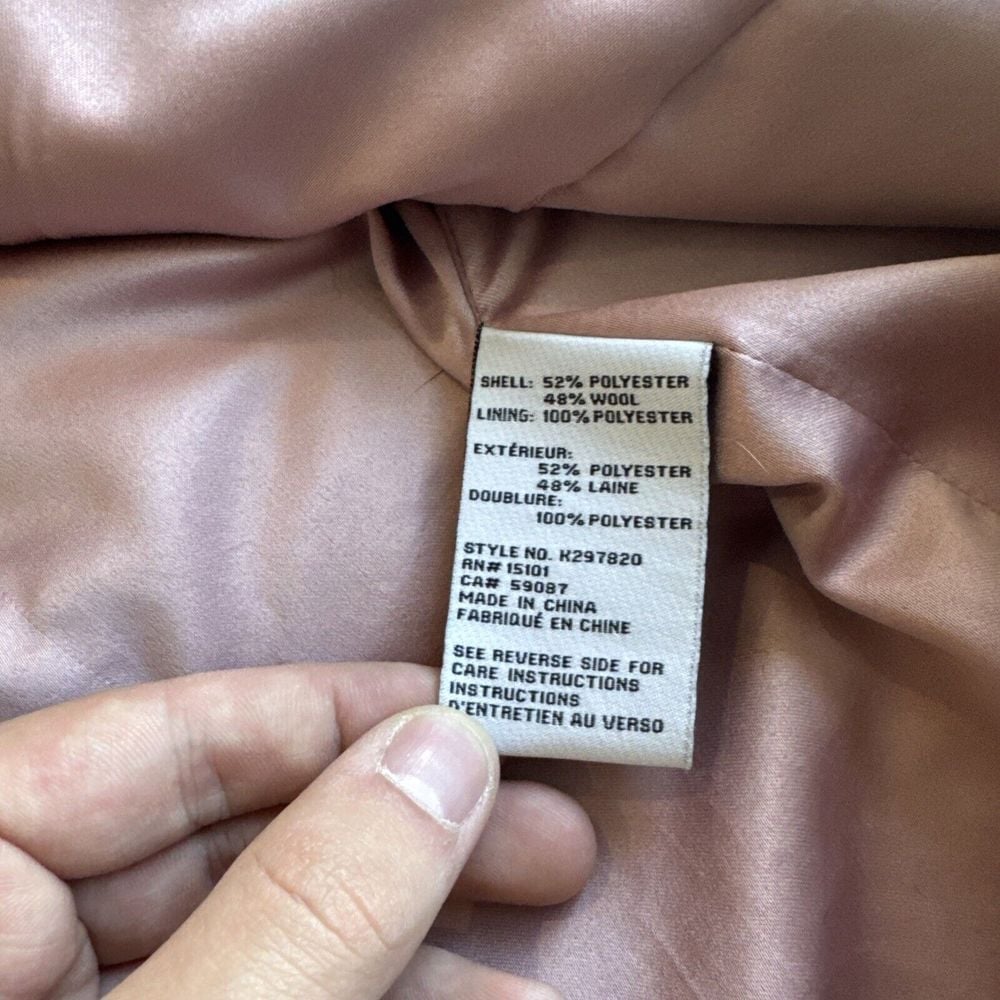 SHELL: 52% POLYESTER
48% WOOL
LINING: 100% POLYESTER
EXTÉRIEUR:
52% POLYESTER
48% LAINE
DOUBLURE:
100% POLYESTER
STYLE NO. K297820
RN# 15101
CA# 59087
MADE IN CHINA
FABRIQUÉ EN CHINE
SEE REVERSE SIDE FOR
CARE INSTRUCTIONS
INSTRUCTIONS
D'ENTRETIEN AU VERSO